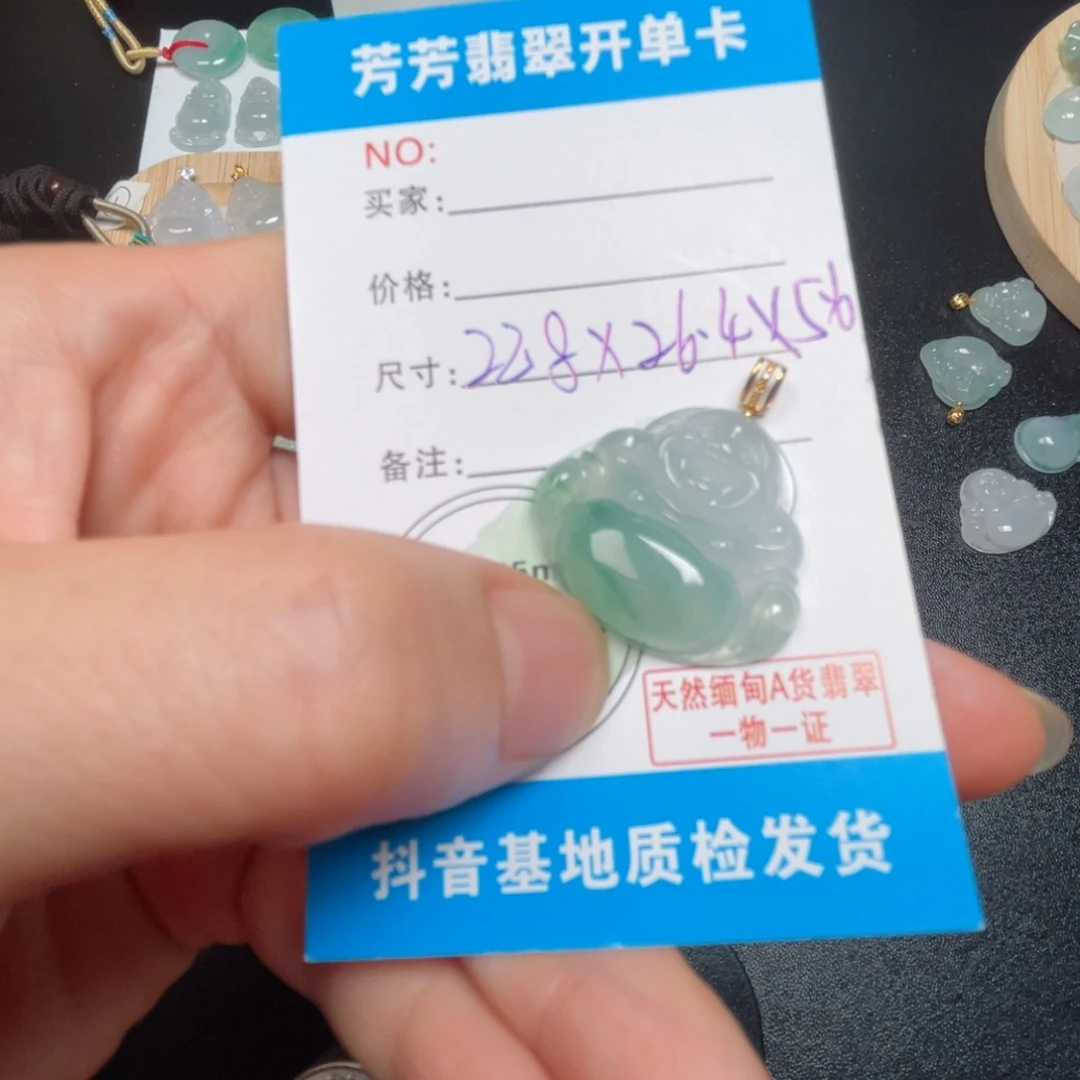 芳芳翡翠开单卡
NO:
买家:
价格:
尺寸: 22.8X26.4X5.9
备注:
天然缅甸A货翡翠
一物一证
抖音基地质检发货